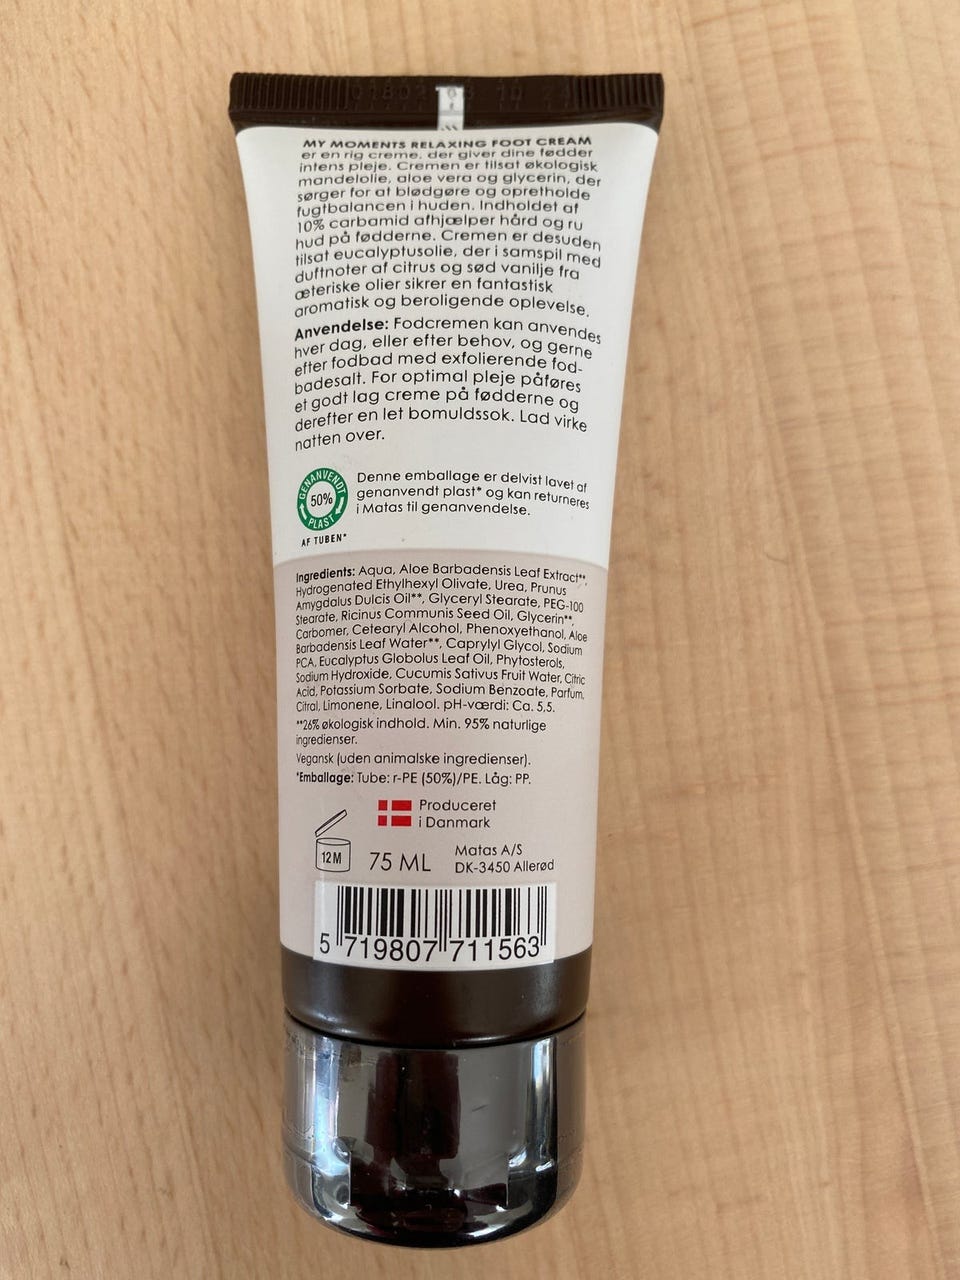 MY MOMENTS RELAXING FOOT CREAM
er en rig creme, der giver dine fødder
intens pleje. Cremen er tilsat økologisk
mandelolie, aloe vera og glycerin, der
sørger for at blødgøre og opretholde
fugtbalancen i huden. Indholdet af
10% carbamid afhjælper hård og ru
hud på fødderne. Cremen er desuden
tilsat eucalyptusolie, der i samspil med
duftnoter af citrus og sød vanilje fra
æteriske olier sikrer en fantastisk
aromatisk og beroligende oplevelse.
Anvendelse: Fodcremen kan anvendes
hver dag, eller efter behov, og gerne
efter fodbad med exfolierende fod-
badesalt. For optimal pleje påføres
et godt lag creme på fødderne og
derefter en let bomuldssok. Lad virke
natten over.
GENANVENDT
50%
PLAST
AF TUBEN*
Denne emballage er delvist lavet af
genanvendt plast* og kan returneres
i Matas til genanvendelse.
Ingredients: Aqua, Aloe Barbadensis Leaf Extract**,
Hydrogenated Ethylhexyl Olivate, Urea, Prunus
Amygdalus Dulcis Oil**, Glyceryl Stearate, PEG-100
Stearate, Ricinus Communis Seed Oil, Glycerin**,
Carbomer, Cetearyl Alcohol, Phenoxyethanol, Aloe
Barbadensis Leaf Water**, Caprylyl Glycol, Sodium
PCA, Eucalyptus Globolus Leaf Oil, Phytosterols,
Sodium Hydroxide, Cucumis Sativus Fruit Water, Citric
Acid, Potassium Sorbate, Sodium Benzoate, Parfum,
Citral, Limonene, Linalool. pH-værdi: Ca. 5,5.
**26% økologisk indhold. Min. 95% naturlige
ingredienser.
Vegansk (uden animalske ingredienser).
*Emballage: Tube: r-PE (50%)/PE. Låg: PP.
Produceret
i Danmark
12M
75 ML
Matas A/S
DK-3450 Allerød
5 719807 711563